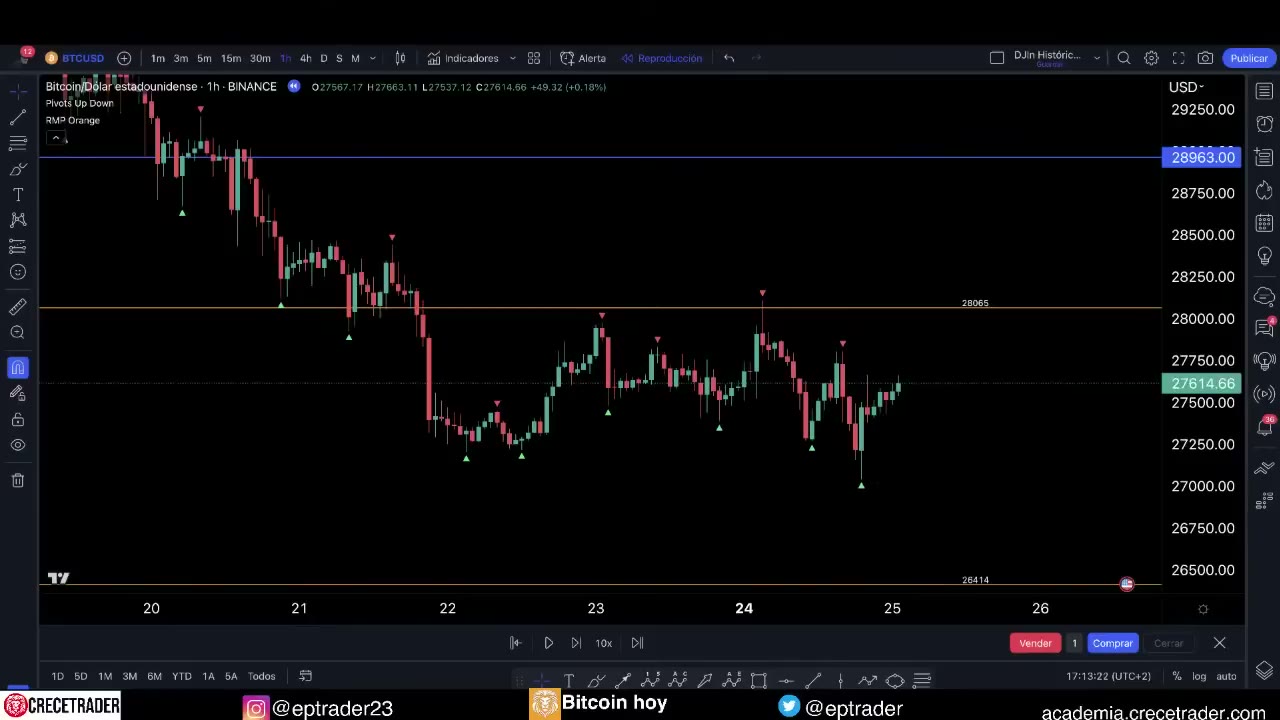 12
BTCUSD
1m 3m 5m 15m 30m 1h 4h D S M
Indicadores
Alerta
Reproducción
DJIn Históric...
Guardar
Publicar
Bitcoin/Dólar estadounidense · 1h · BINANCE
O27567.17 H27663.11 L27537.12 C27614.66 +49.32 (+0.18%)
Pivots Up Down
RMP Orange
USD
29250.00
28963.00
28750.00
28500.00
28250.00
28065
28000.00
27750.00
27614.66
27500.00
27250.00
27000.00
26750.00
26500.00
26414
4
36
20 21 22 23 24 25 26
10x
Vender 1 Comprar Cerrar
1D 5D 1M 3M 6M YTD 1A 5A Todos
17:13:22 (UTC+2) % log auto
CRECETRADER
@eptrader23
Bitcoin hoy
@eptrader
academia.crecetrader.com